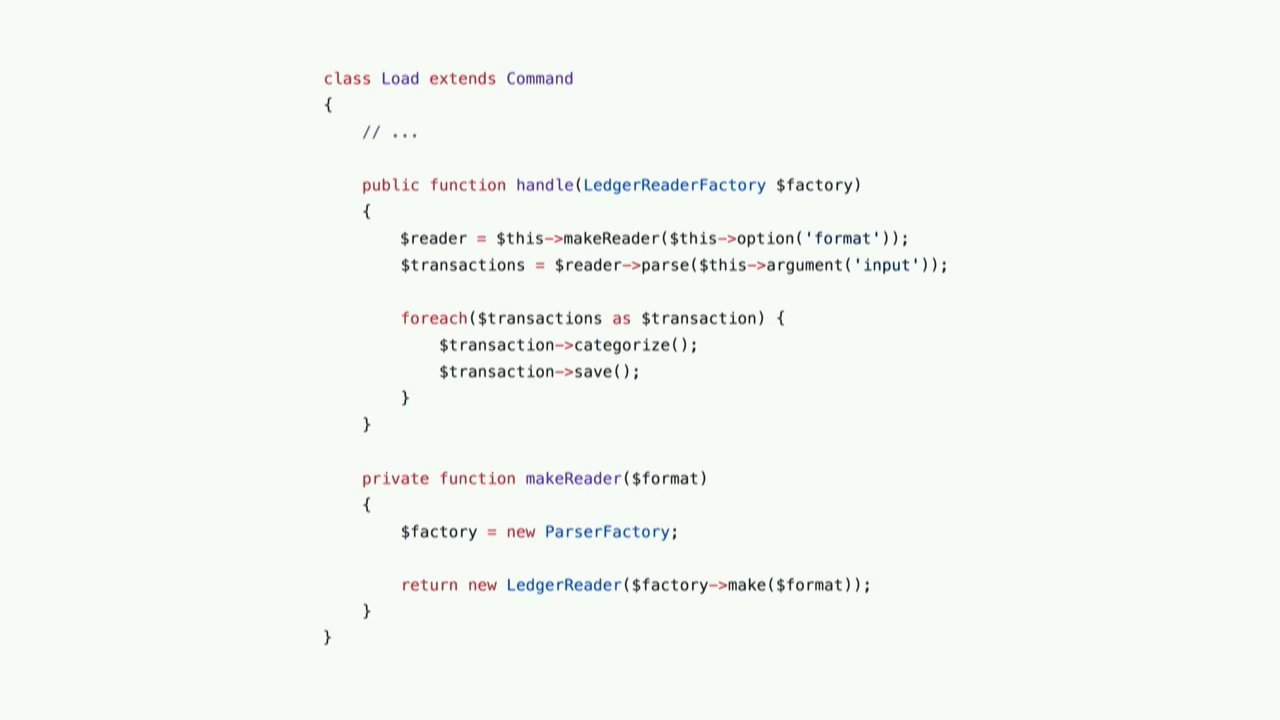 class Load extends Command
{
    // ...

    public function handle(LedgerReaderFactory $factory)
    {
        $reader = $this->makeReader($this->option('format'));
        $transactions = $reader->parse($this->argument('input'));

        foreach($transactions as $transaction) {
            $transaction->categorize();
            $transaction->save();
        }
    }

    private function makeReader($format)
    {
        $factory = new ParserFactory;

        return new LedgerReader($factory->make($format));
    }
}